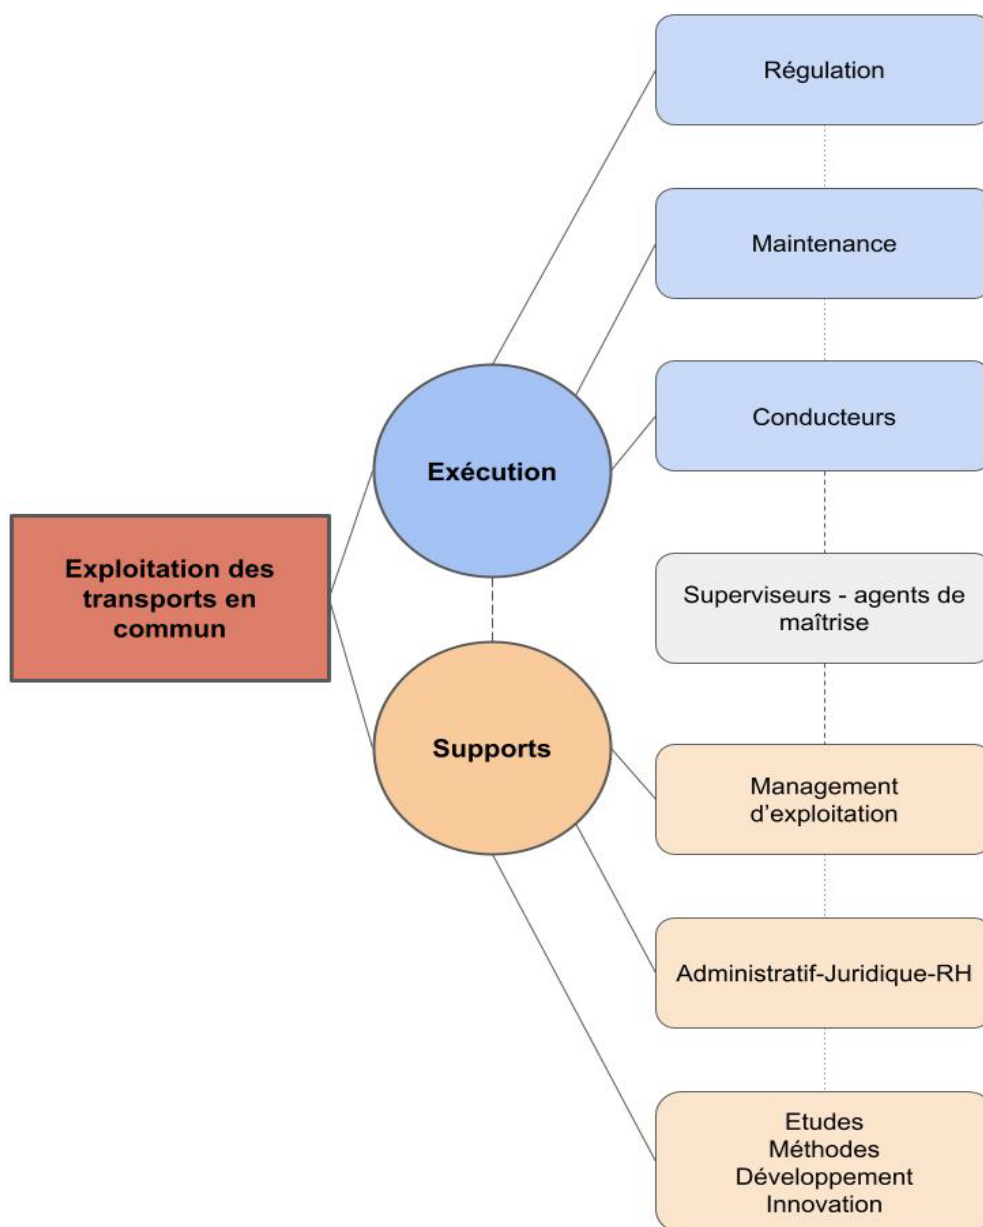 Régulation
Maintenance
Conducteurs
Exécution
Exploitation des
transports en
commun
Superviseurs - agents de
maîtrise
Supports
Management
d'exploitation
Administratif-Juridique-RH
Etudes
Méthodes
Développement
Innovation